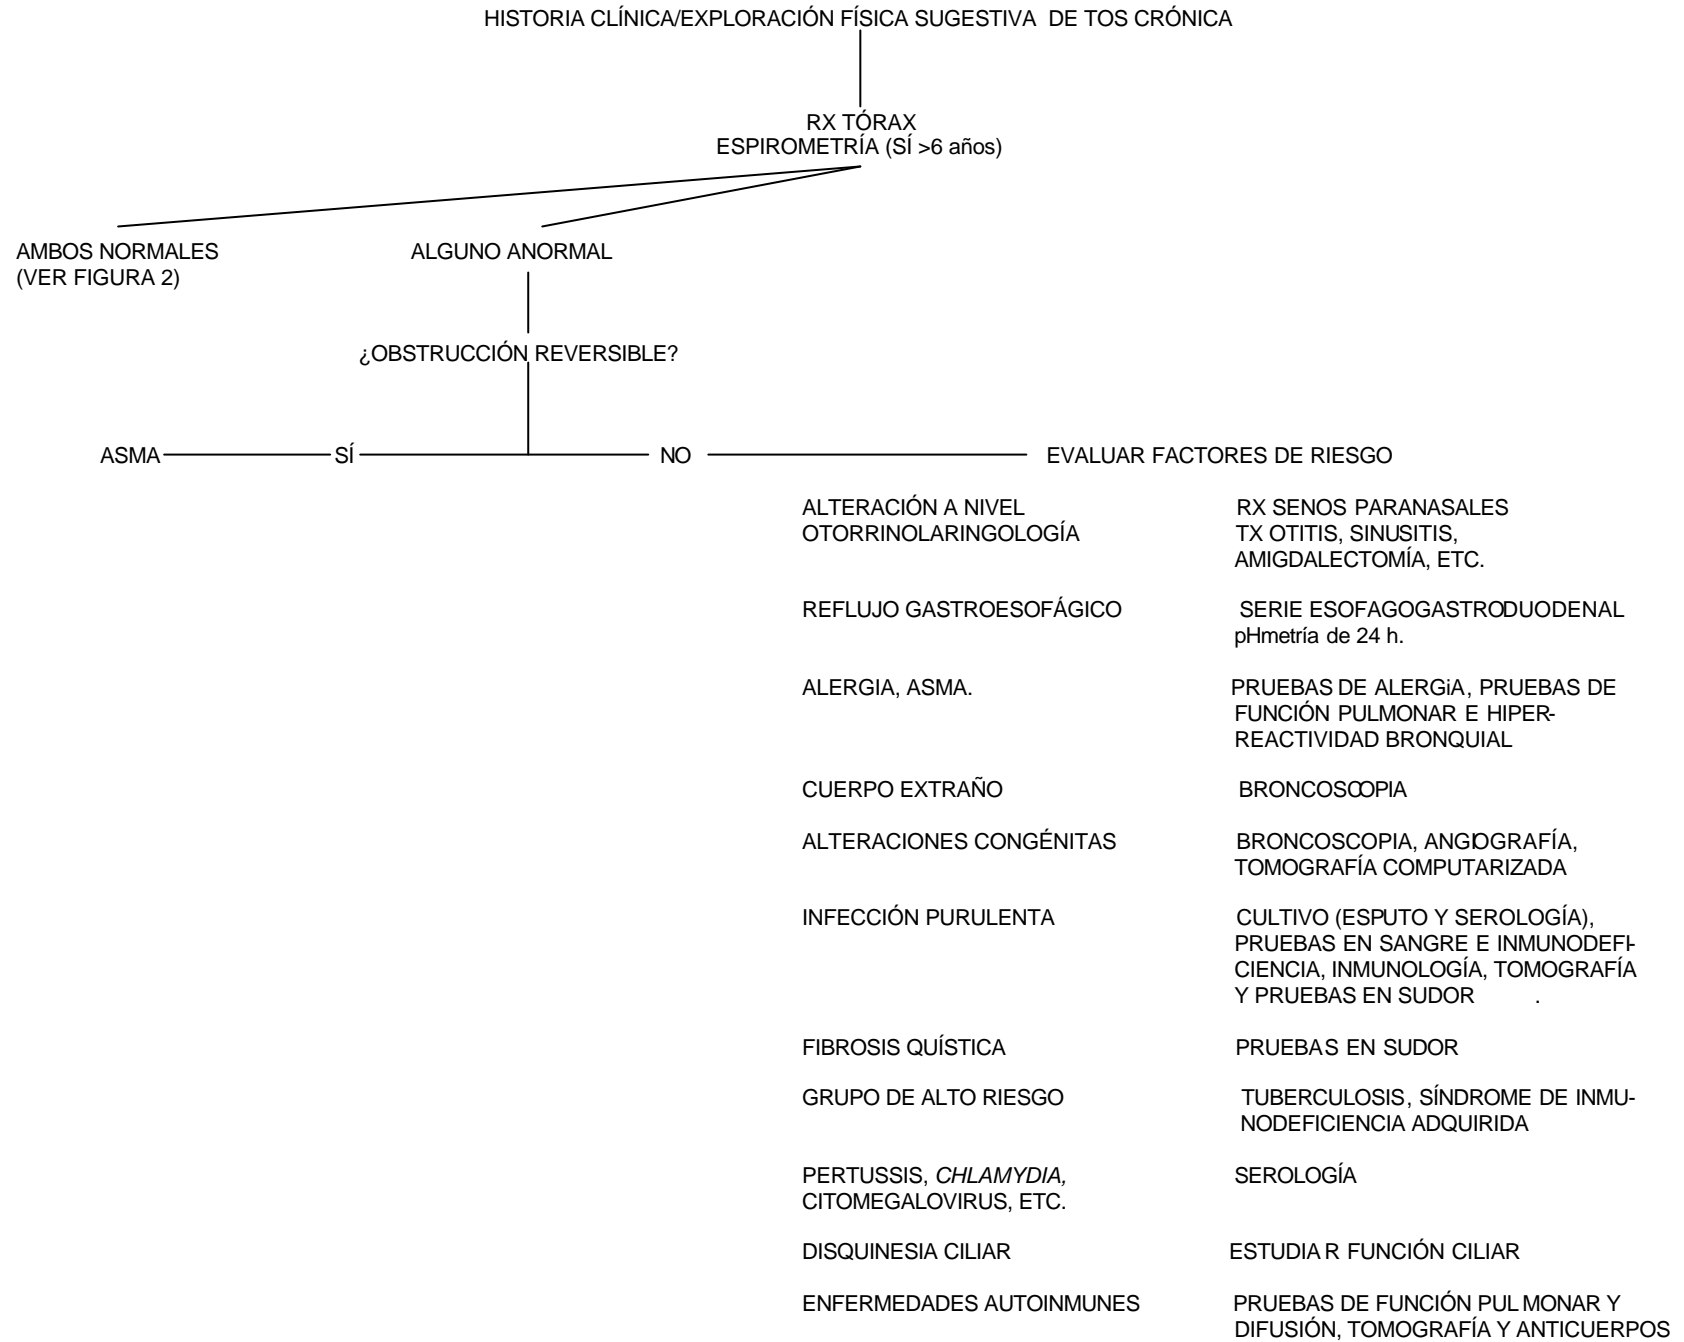 HISTORIA CLÍNICA/EXPLORACIÓN FÍSICA SUGESTIVA DE TOS CRÓNICA
RX TÓRAX
ESPIROMETRÍA (SÍ >6 años)
AMBOS NORMALES
(VER FIGURA 2)
ALGUNO ANORMAL
¿OBSTRUCCIÓN REVERSIBLE?
ASMA
SÍ
NO
EVALUAR FACTORES DE RIESGO
ALTERACIÓN A NIVEL
OTORRINOLARINGOLOGÍA
RX SENOS PARANASALES
TX OTITIS, SINUSITIS,
AMIGDALECTOMÍA, ETC.
REFLUJO GASTROESOFÁGICO
SERIE ESOFAGOGASTRODUODENAL
pHmetría de 24 h.
ALERGIA, ASMA.
PRUEBAS DE ALERGiA, PRUEBAS DE
FUNCIÓN PULMONAR E HIPER-
REACTIVIDAD BRONQUIAL
CUERPO EXTRAÑO
BRONCOSCOPIA
ALTERACIONES CONGÉNITAS
BRONCOSCOPIA, ANGIOGRAFÍA,
TOMOGRAFÍA COMPUTARIZADA
INFECCIÓN PURULENTA
CULTIVO (ESPUTO Y SEROLOGÍA),
PRUEBAS EN SANGRE E INMUNODEFI-
CIENCIA, INMUNOLOGÍA, TOMOGRAFÍA
Y PRUEBAS EN SUDOR .
FIBROSIS QUÍSTICA
PRUEBAS EN SUDOR
GRUPO DE ALTO RIESGO
TUBERCULOSIS, SÍNDROME DE INMU-
NODEFICIENCIA ADQUIRIDA
PERTUSSIS, CHLAMYDIA,
CITOMEGALOVIRUS, ETC.
SEROLOGÍA
DISQUINESIA CILIAR
ESTUDIAR FUNCIÓN CILIAR
ENFERMEDADES AUTOINMUNES
PRUEBAS DE FUNCIÓN PULMONAR Y
DIFUSIÓN, TOMOGRAFÍA Y ANTICUERPOS